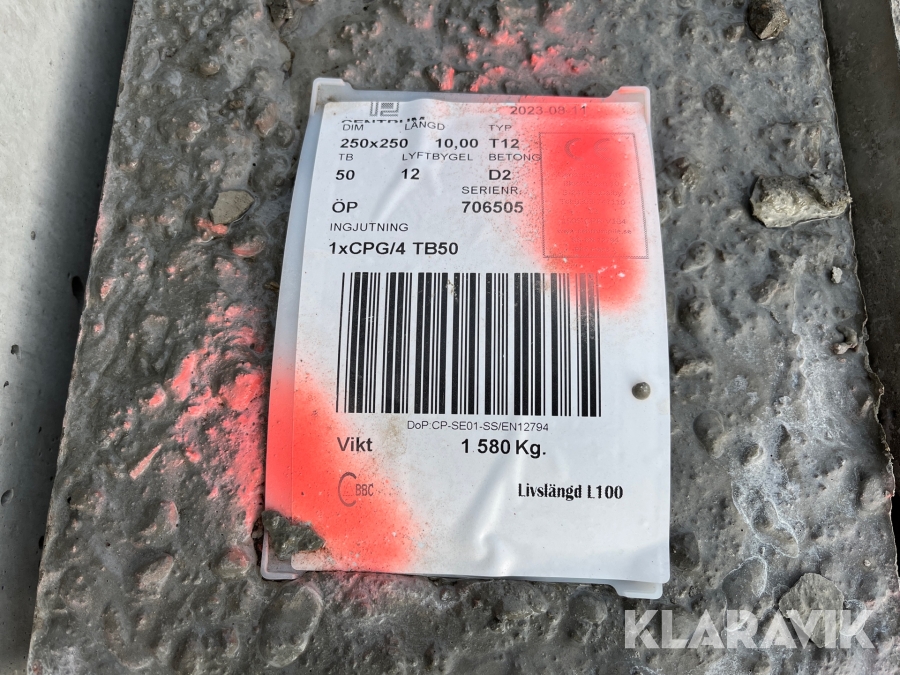 2023-08-11
CENTRUM
DIM LÄNGD TYP
250x250 10,00 T12
TB LYFTBYGEL BETONG
50 12 D2
SERIENR.
ÖP 706505
INGJUTNING
1xCPG/4 TB50
DoP:CP-SE01-SS/EN12794
Vikt 1 580 Kg.
BBC Livslängd L100
KLARAVIK